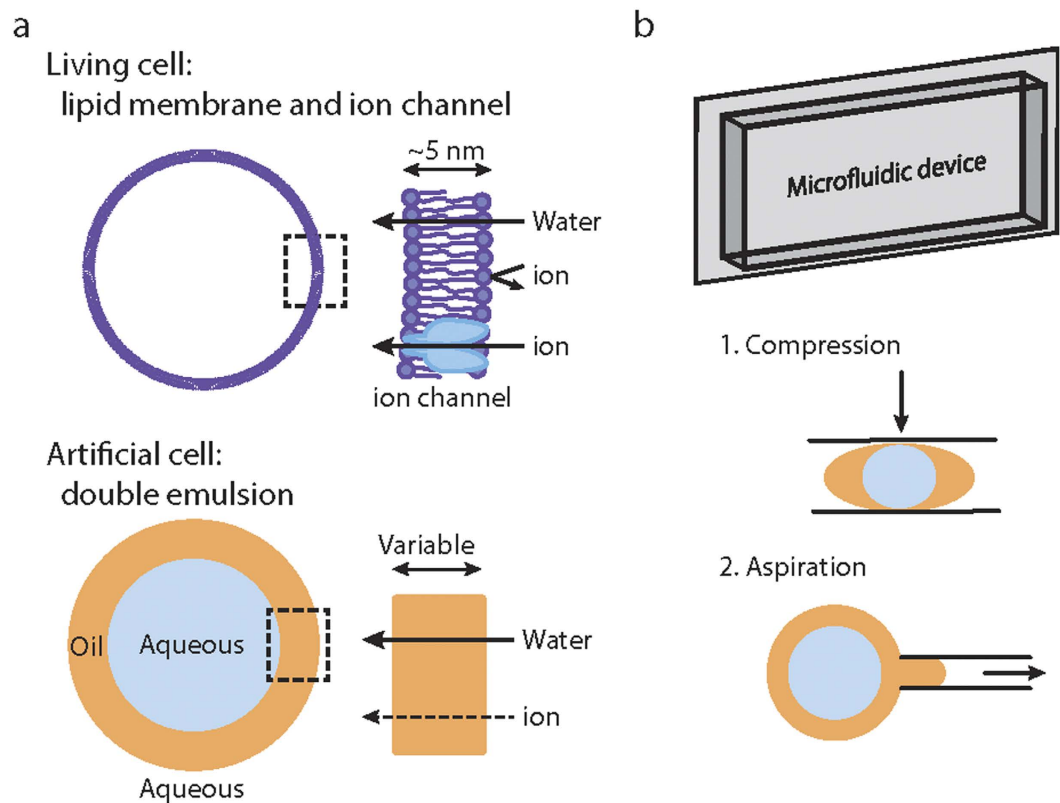 a
Living cell:
lipid membrane and ion channel
~5 nm
Water
ion
ion
ion channel
Artificial cell:
double emulsion
Variable
Oil
Aqueous
Water
ion
Aqueous
b
Microfluidic device
1. Compression
2. Aspiration